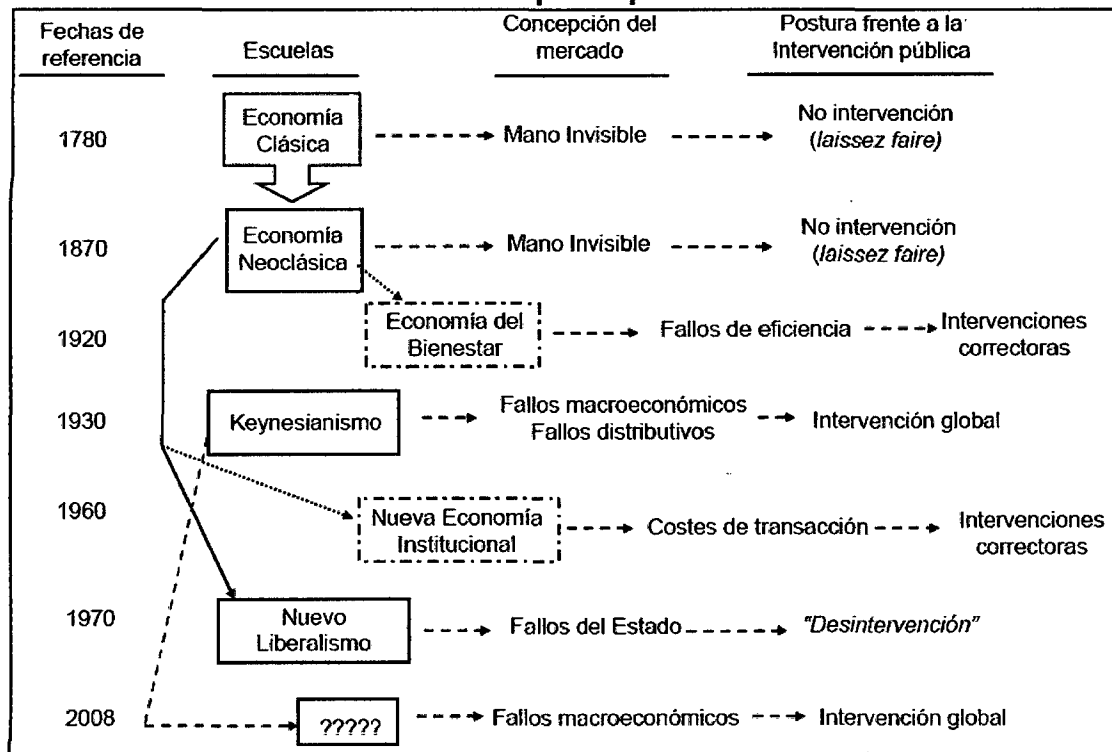 Fechas de
referencia
Escuelas
Concepción del
mercado
Postura frente a la
Intervención pública
1780
Economía
Clásica
Mano Invisible
No intervención
(laissez faire)
1870
Economía
Neoclásica
Mano Invisible
No intervención
(laissez faire)
1920
Economía del
Bienestar
Fallos de eficiencia
Intervenciones
correctoras
1930
Keynesianismo
Fallos macroeconómicos
Fallos distributivos
Intervención global
1960
Nueva Economía
Institucional
Costes de transacción
Intervenciones
correctoras
1970
Nuevo
Liberalismo
Fallos del Estado
"Desintervención"
2008
?????
Fallos macroeconómicos
Intervención global